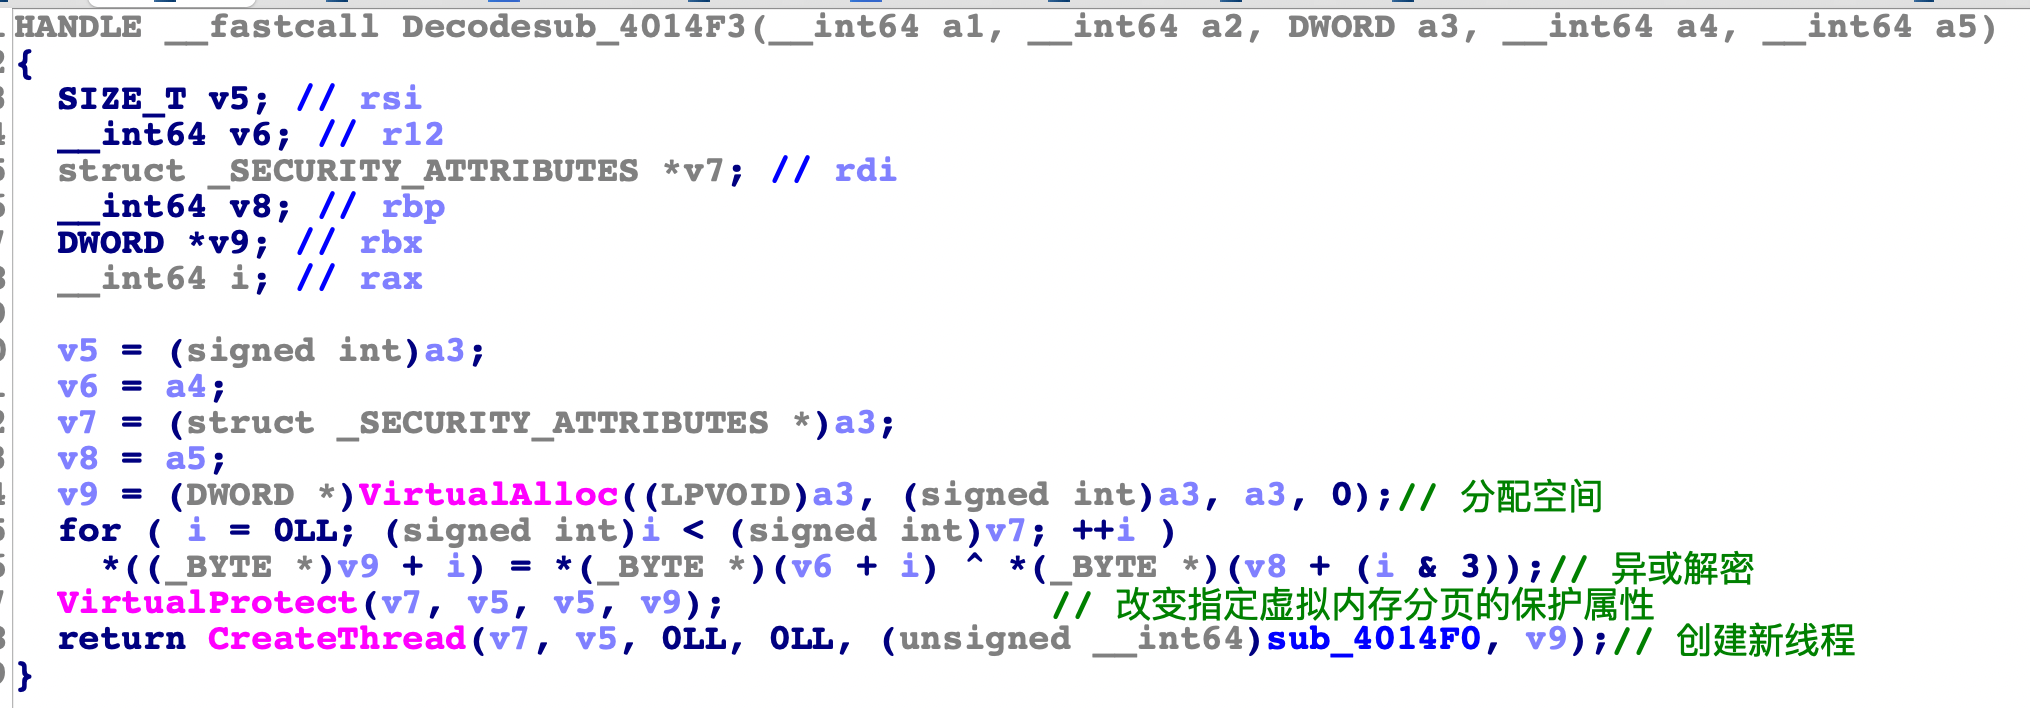 HANDLE __fastcall Decodesub_4014F3(__int64 a1, __int64 a2, DWORD a3, __int64 a4, __int64 a5)
{
  SIZE_T v5; // rsi
  __int64 v6; // r12
  struct _SECURITY_ATTRIBUTES *v7; // rdi
  __int64 v8; // rbp
  DWORD *v9; // rbx
  __int64 i; // rax

  v5 = (signed int)a3;
  v6 = a4;
  v7 = (struct _SECURITY_ATTRIBUTES *)a3;
  v8 = a5;
  v9 = (DWORD *)VirtualAlloc((LPVOID)a3, (signed int)a3, a3, 0);// 分配空间
  for ( i = 0LL; (signed int)i < (signed int)v7; ++i )
    *((_BYTE *)v9 + i) = *(_BYTE *)(v6 + i) ^ *(_BYTE *)(v8 + (i & 3));// 异或解密
  VirtualProtect(v7, v5, v5, v9);               // 改变指定虚拟内存分页的保护属性
  return CreateThread(v7, v5, 0LL, 0LL, (unsigned __int64)sub_4014F0, v9);// 创建新线程
}